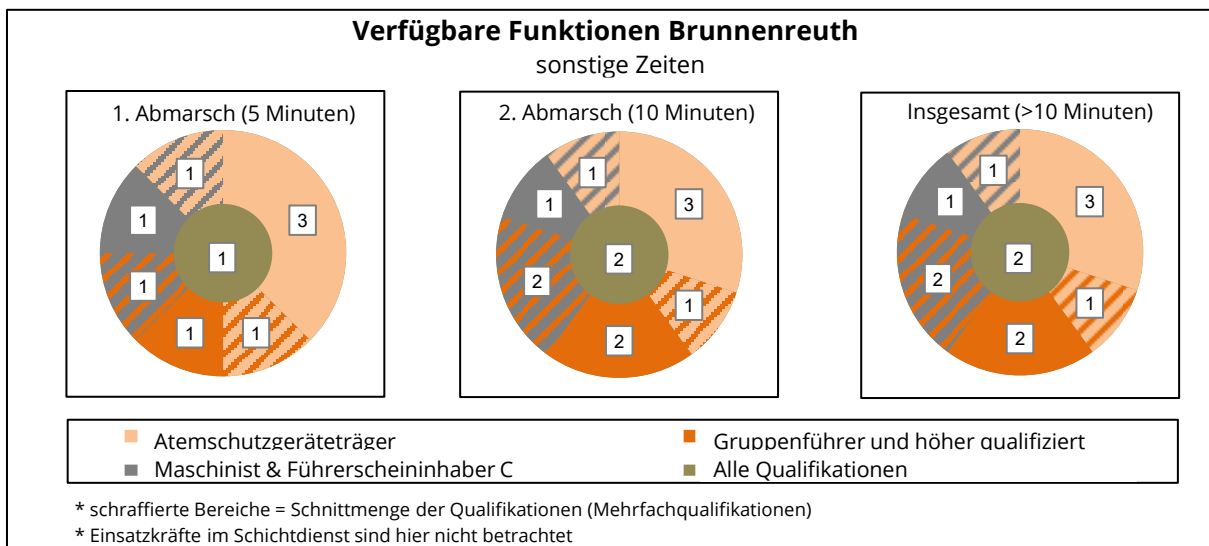 Verfügbare Funktionen Brunnenreuth
sonstige Zeiten
1. Abmarsch (5 Minuten)
1
3
1
1
1
1
1
2. Abmarsch (10 Minuten)
1
3
1
2
2
1
2
Insgesamt (>10 Minuten)
1
3
1
2
2
1
2
Atemschutzgeräteträger
Gruppenführer und höher qualifiziert
Maschinist & Führerscheininhaber C
Alle Qualifikationen
* schraffierte Bereiche = Schnittmenge der Qualifikationen (Mehrfachqualifikationen)
* Einsatzkräfte im Schichtdienst sind hier nicht betrachtet